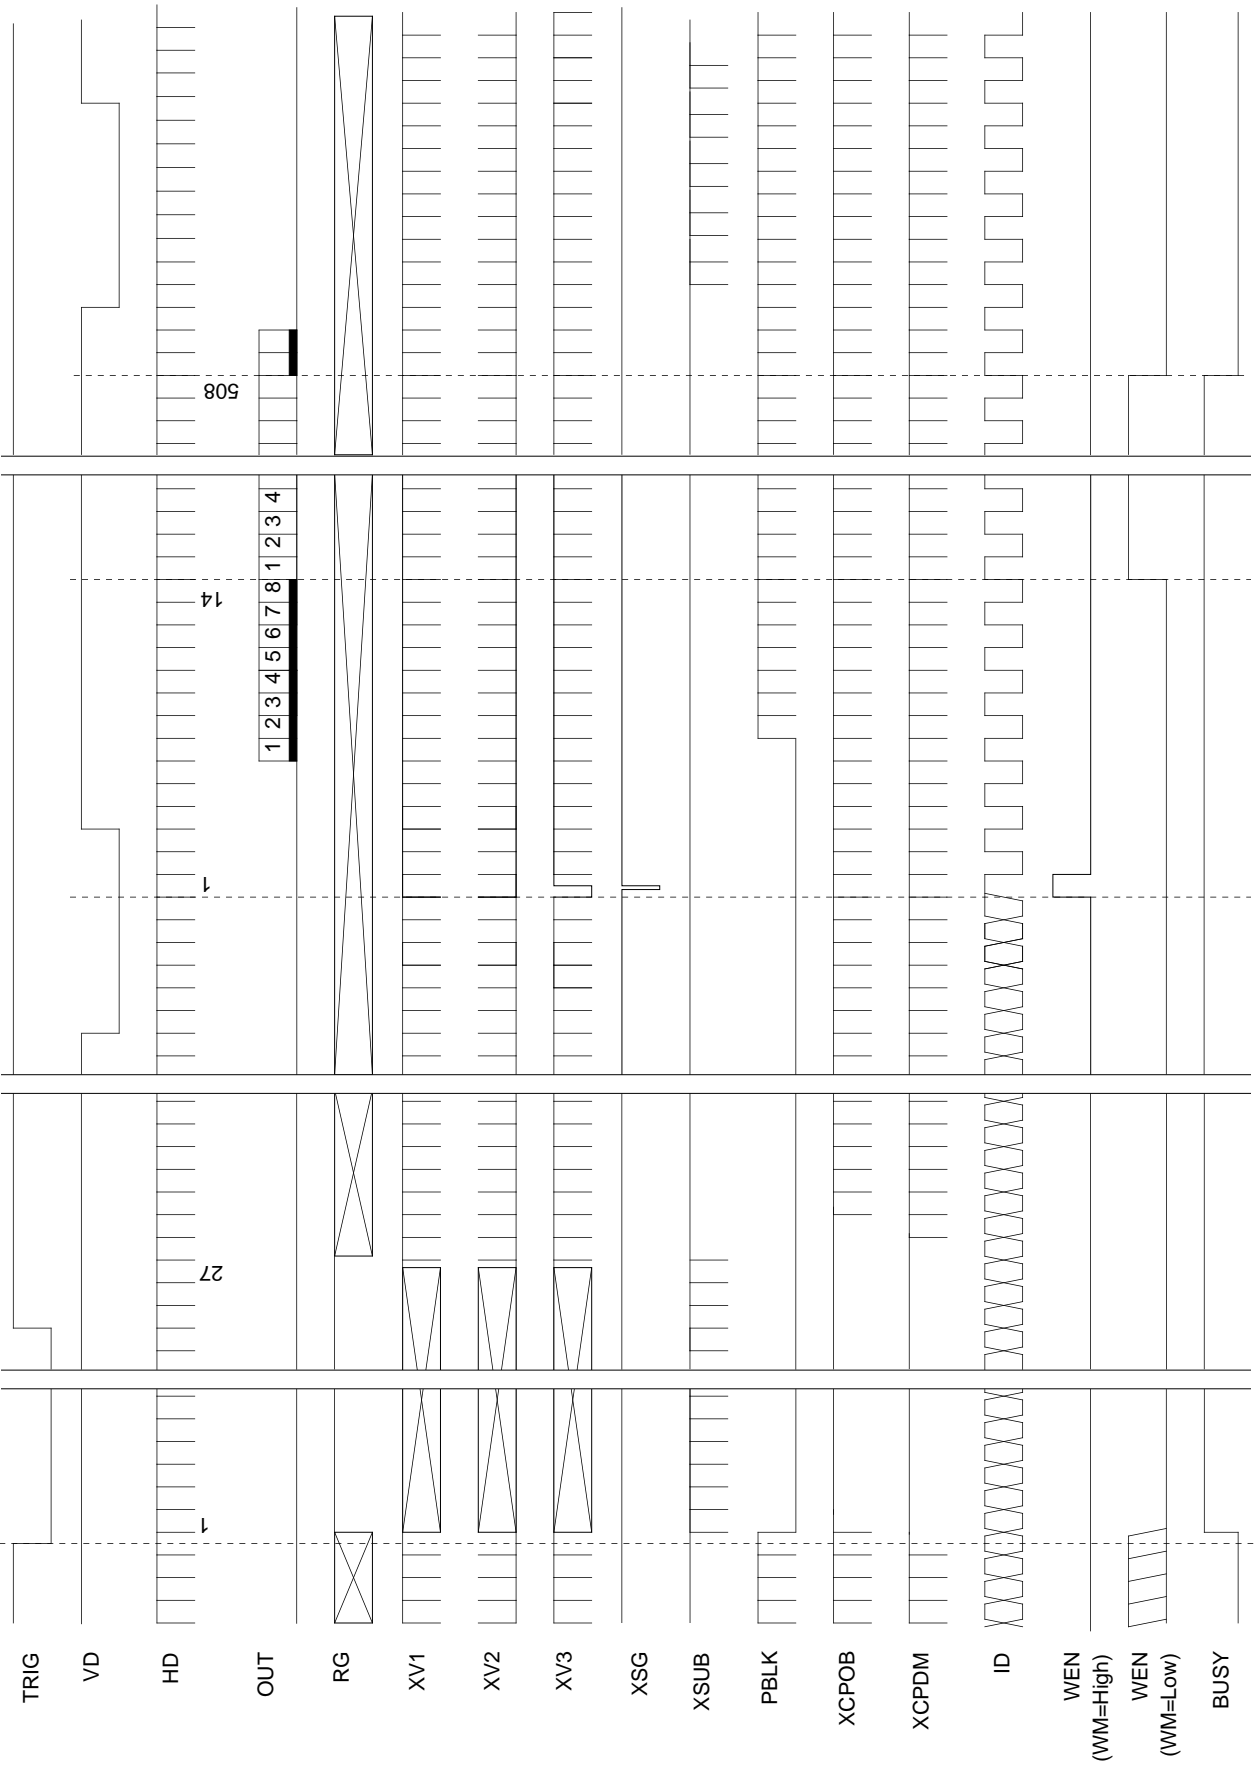 TRIG
VD
HD
1
27
1
14
508
OUT
1 2 3 4 5 6 7 8 1 2 3 4
RG
XV1
XV2
XV3
XSG
XSUB
PBLK
XCPOB
XCPDM
ID
WEN
(WM=High)
WEN
(WM=Low)
BUSY